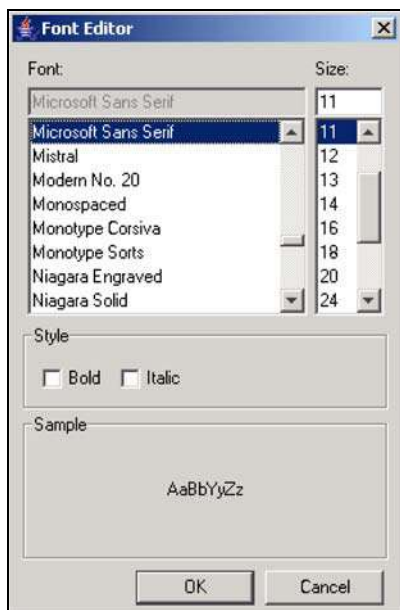 Font Editor
Font: Size:
Microsoft Sans Serif 11
Microsoft Sans Serif 11
Mistral 12
Modern No. 20 13
Monospaced 14
Monotype Corsiva 16
Monotype Sorts 18
Niagara Engraved 20
Niagara Solid 24
Style
Bold Italic
Sample
AaBbYyZz
OK Cancel